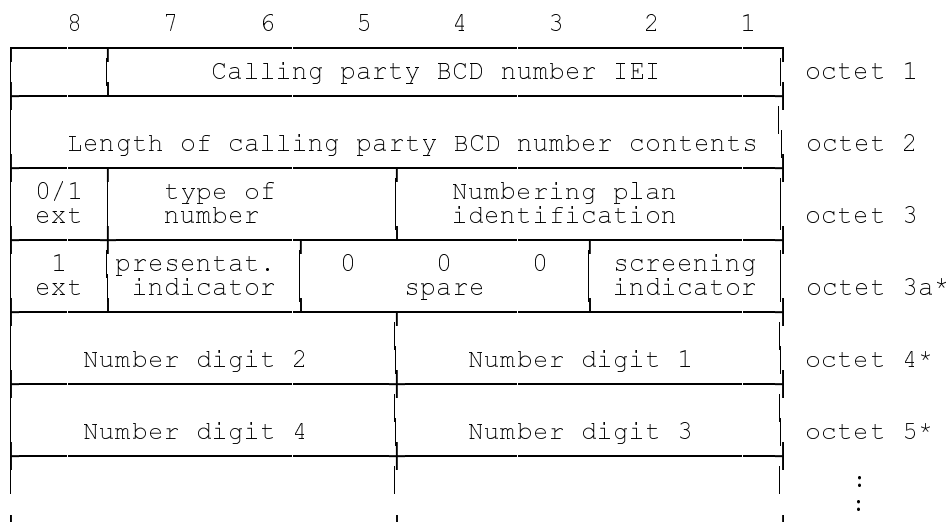 8 7 6 5 4 3 2 1
Calling party BCD number IEI octet 1
Length of calling party BCD number contents octet 2
0/1 type of Numbering plan
ext number identification octet 3
1 presentat. 0 0 0 screening
ext indicator spare indicator octet 3a*
Number digit 2 Number digit 1 octet 4*
Number digit 4 Number digit 3 octet 5*
:
: